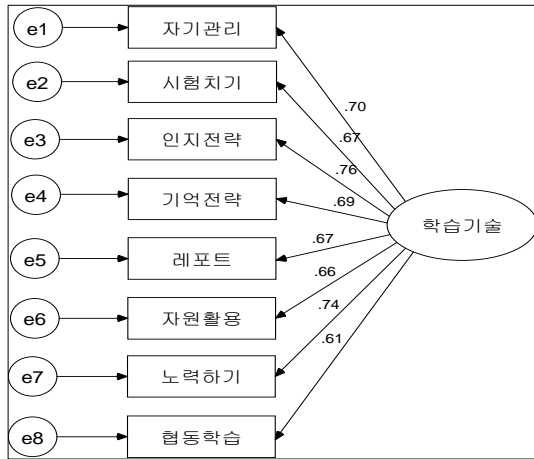 e1 자기관리
.70
e2 시험치기
.67
e3 인지전략
.76
e4 기억전략
.69
학습기술
e5 레포트
.67
e6 자원활용
.66
e7 노력하기
.74
e8 협동학습
.61